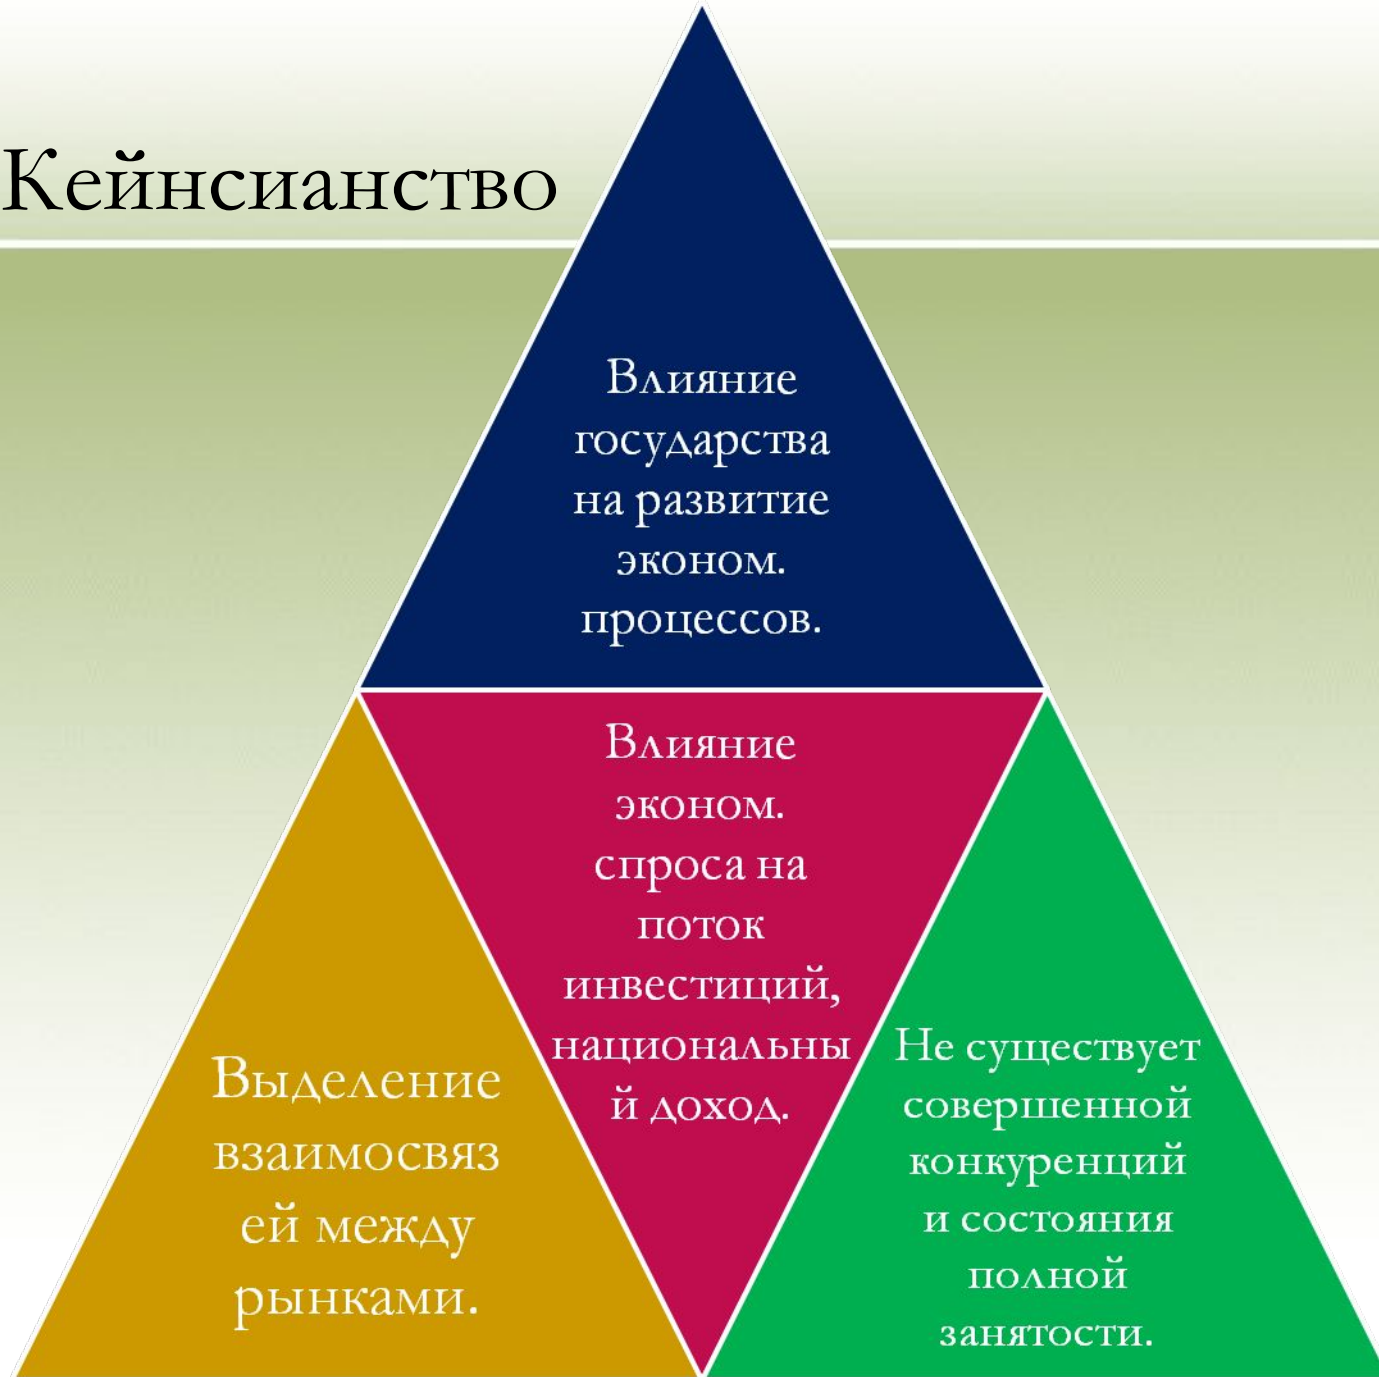 Кейнсианство
Влияние
государства
на развитие
эконом.
процессов.
Влияние
эконом.
спроса на
поток
инвестиций,
национальны
й доход.
Выделение
взаимосвяз
ей между
рынками.
Не существует
совершенной
конкуренций
и состояния
полной
занятости.